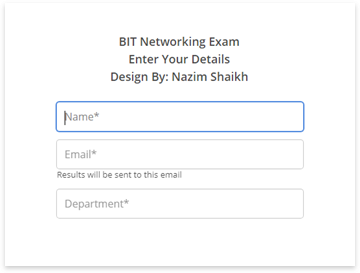 BIT Networking Exam
Enter Your Details
Design By: Nazim Shaikh
Name*
Email*
Results will be sent to this email
Department*